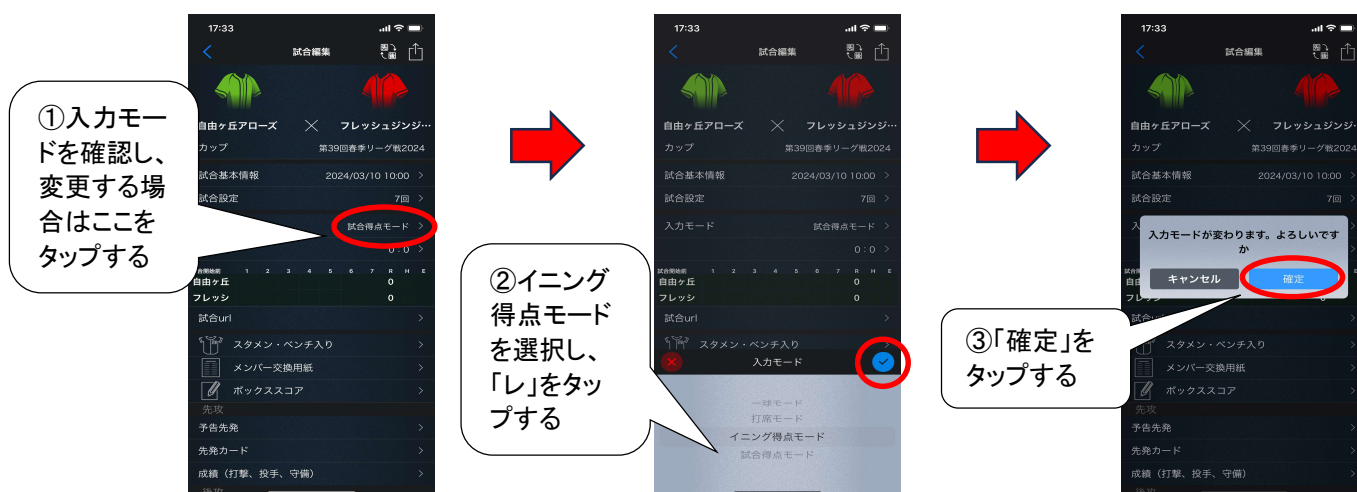 ①入力モー
ドを確認し、
変更する場
合はここを
タップする
17:33
試合編集
自由ヶ丘アローズ × フレッシュジンジ…
カップ 第39回春季リーグ戦2024
試合基本情報 2024/03/10 10:00 >
試合設定 7回 >
試合得点モード >
0:0 >
試合開始前 1 2 3 4 5 6 7 R H E
自由ヶ丘 0
フレッシ 0
試合url >
スタメン・ベンチ入り >
メンバー交換用紙 >
ボックススコア >
先攻
予告先発 >
先発カード >
成績（打撃、投手、守備） >
②イニング
得点モード
を選択し、
「レ」をタッ
プする
17:33
試合編集
自由ヶ丘アローズ × フレッシュジンジ…
カップ 第39回春季リーグ戦2024
試合基本情報 2024/03/10 10:00 >
試合設定 7回 >
入力モード 試合得点モード >
0:0 >
試合開始前 1 2 3 4 5 6 7 R H E
自由ヶ丘 0
フレッシ 0
試合url >
スタメン・ベンチ入り >
入力モード
一球モード
打席モード
イニング得点モード
試合得点モード
③「確定」を
タップする
17:33
試合編集
自由ヶ丘アローズ × フレッシュジンジ…
カップ 第39回春季リーグ戦2024
試合基本情報 2024/03/10 10:00 >
試合設定 7回 >
入力モードが変わります。よろしいです
か
キャンセル 確定
スタメン・ベンチ入り >
メンバー交換用紙 >
ボックススコア >
先攻
予告先発 >
先発カード >
成績（打撃、投手、守備） >